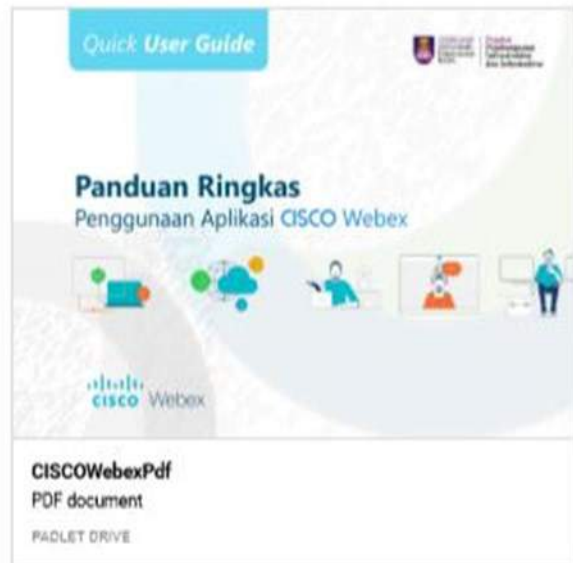 Quick User Guide
Panduan Ringkas
Penggunaan Aplikasi CISCO Webex
CISCO Webex
CISCOWebexPdf
PDF document
PADLET DRIVE